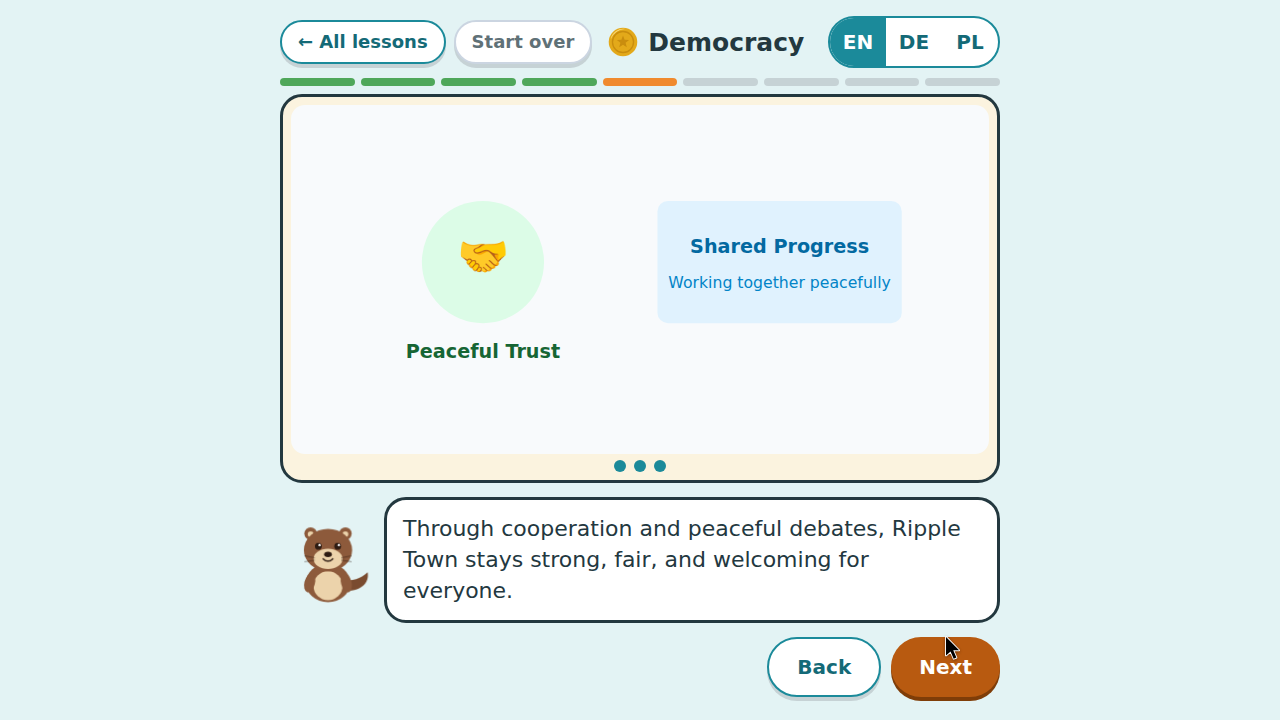 ← All lessons
Start over
Democracy
EN
DE
PL
Peaceful Trust
Shared Progress
Working together peacefully
Through cooperation and peaceful debates, Ripple
Town stays strong, fair, and welcoming for
everyone.
Back
Next